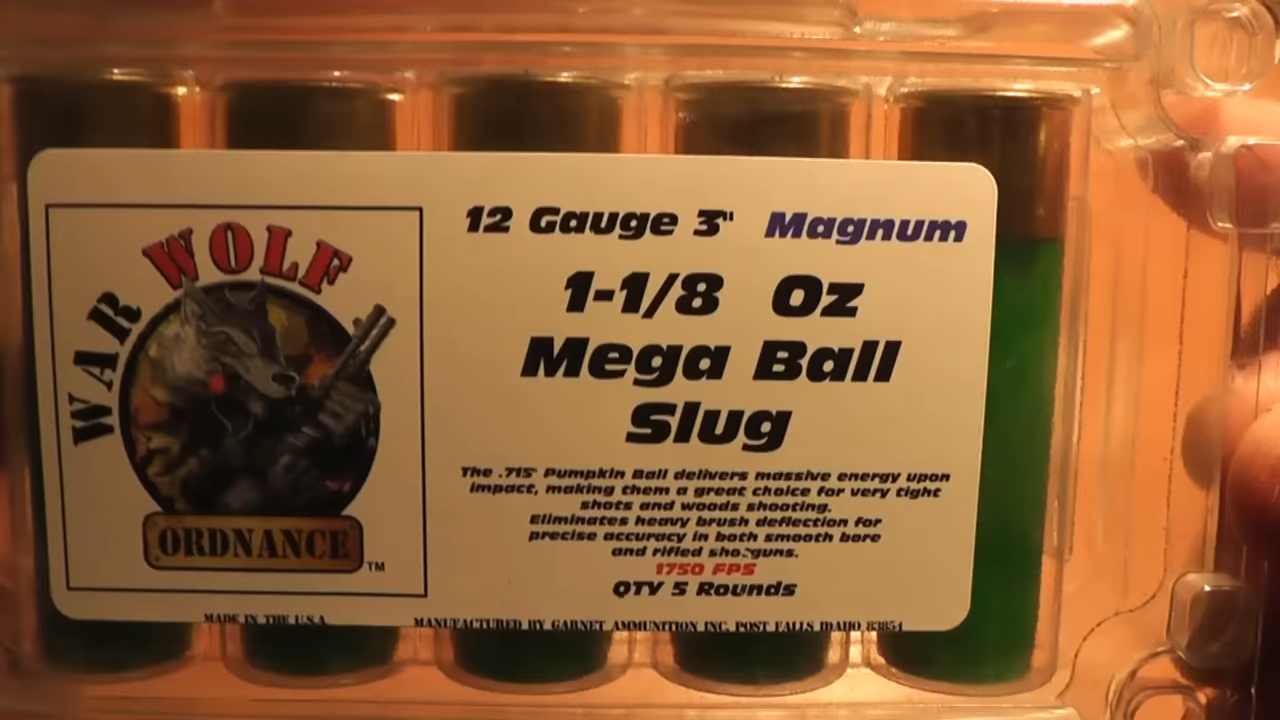 WAR WOLF
ORDNANCE
TM
12 Gauge 3" Magnum
1-1/8 Oz
Mega Ball
Slug
The .715" Pumpkin Ball delivers massive energy upon
impact, making them a great choice for very tight
shots and woods shooting.
Eliminates heavy brush deflection for
precise accuracy in both smooth bore
and rifled shotguns.
1750 FPS
QTY 5 Rounds
MADE IN THE U.S.A.
MANUFACTURED BY GARNET AMMUNITION INC. POST FALLS IDAHO 83854